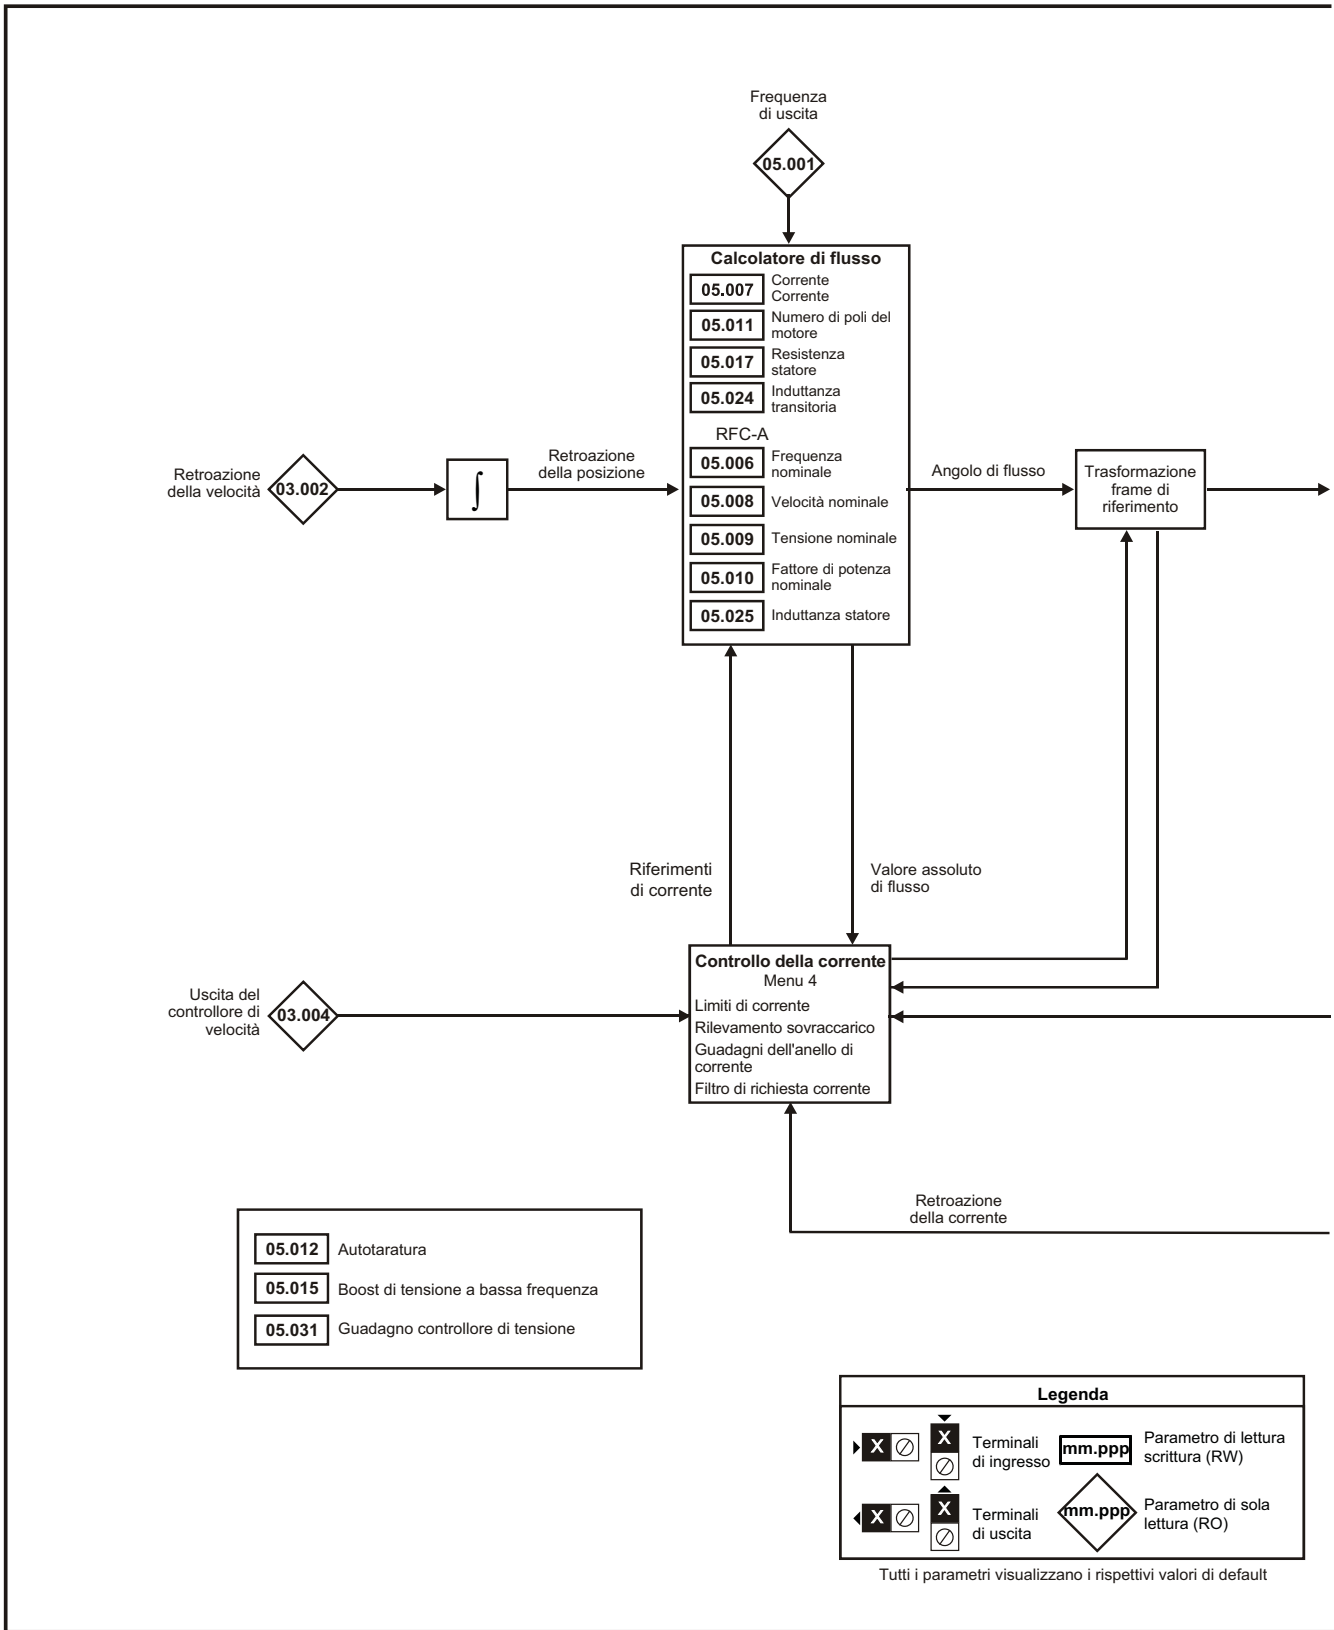 Frequenza
di uscita
05.001
Calcolatore di flusso
05.007 Corrente
Corrente
05.011 Numero di poli del
motore
05.017 Resistenza
statore
05.024 Induttanza
transitoria
RFC-A
05.006 Frequenza
nominale
05.008 Velocità nominale
05.009 Tensione nominale
05.010 Fattore di potenza
nominale
05.025 Induttanza statore
Retroazione
della velocità
03.002
∫
Retroazione
della posizione
Angolo di flusso
Trasformazione
frame di
riferimento
Riferimenti
di corrente
Valore assoluto
di flusso
Uscita del
controllore di
velocità
03.004
Controllo della corrente
Menu 4
Limiti di corrente
Rilevamento sovraccarico
Guadagni dell'anello di
corrente
Filtro di richiesta corrente
Retroazione
della corrente
05.012 Autotaratura
05.015 Boost di tensione a bassa frequenza
05.031 Guadagno controllore di tensione
Legenda
X
X
Terminali
di ingresso
mm.ppp
Parametro di lettura
scrittura (RW)
X
X
Terminali
di uscita
mm.ppp
Parametro di sola
lettura (RO)
Tutti i parametri visualizzano i rispettivi valori di default